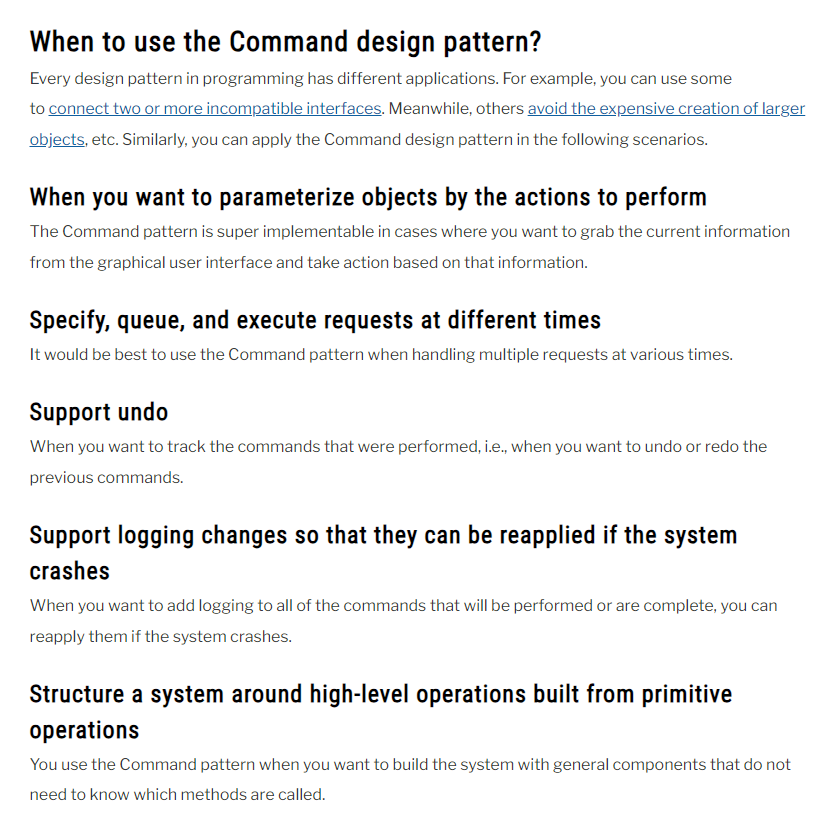 When to use the Command design pattern?
Every design pattern in programming has different applications. For example, you can use some
to connect two or more incompatible interfaces. Meanwhile, others avoid the expensive creation of larger
objects, etc. Similarly, you can apply the Command design pattern in the following scenarios.
When you want to parameterize objects by the actions to perform
The Command pattern is super implementable in cases where you want to grab the current information
from the graphical user interface and take action based on that information.
Specify, queue, and execute requests at different times
It would be best to use the Command pattern when handling multiple requests at various times.
Support undo
When you want to track the commands that were performed, i.e., when you want to undo or redo the
previous commands.
Support logging changes so that they can be reapplied if the system
crashes
When you want to add logging to all of the commands that will be performed or are complete, you can
reapply them if the system crashes.
Structure a system around high-level operations built from primitive
operations
You use the Command pattern when you want to build the system with general components that do not
need to know which methods are called.